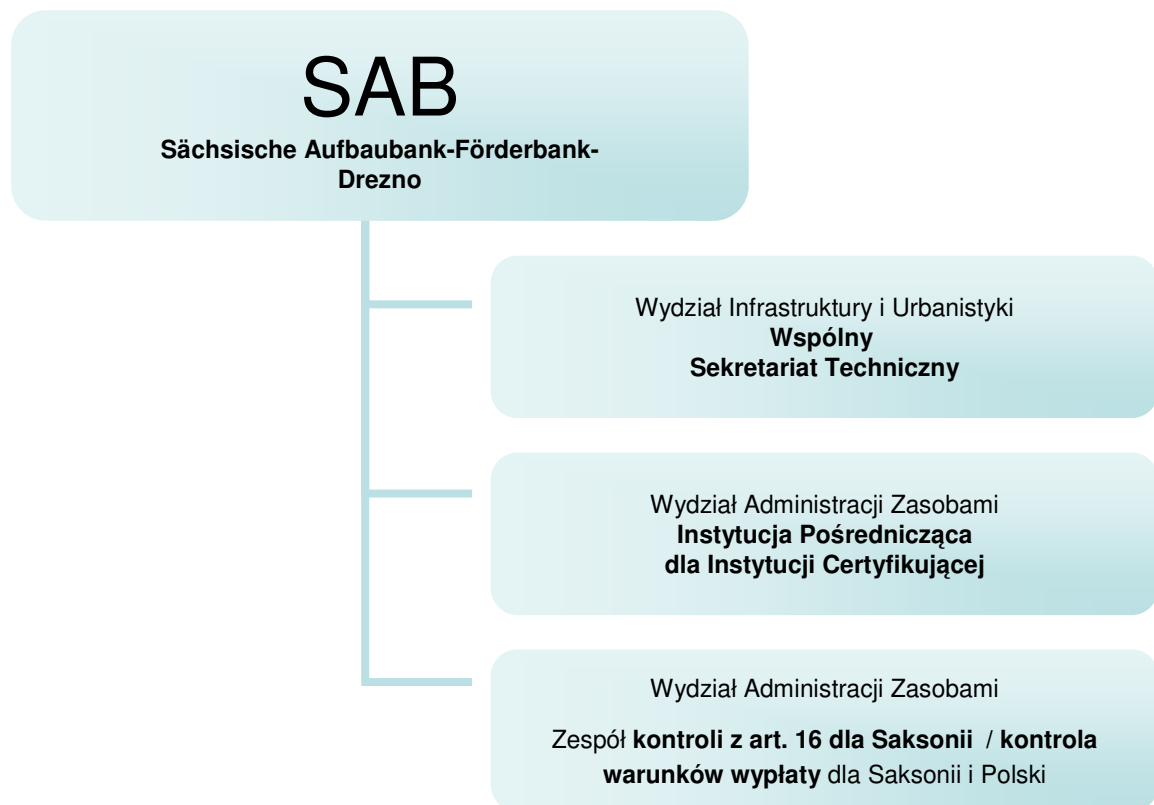 SAB
Sächsische Aufbaubank-Förderbank-
Drezno
Wydział Infrastruktury i Urbanistyki
Wspólny
Sekretariat Techniczny
Wydział Administracji Zasobami
Instytucja Pośrednicząca
dla Instytucji Certyfikującej
Wydział Administracji Zasobami
Zespół kontroli z art. 16 dla Saksonii / kontrola
warunków wypłaty dla Saksonii i Polski